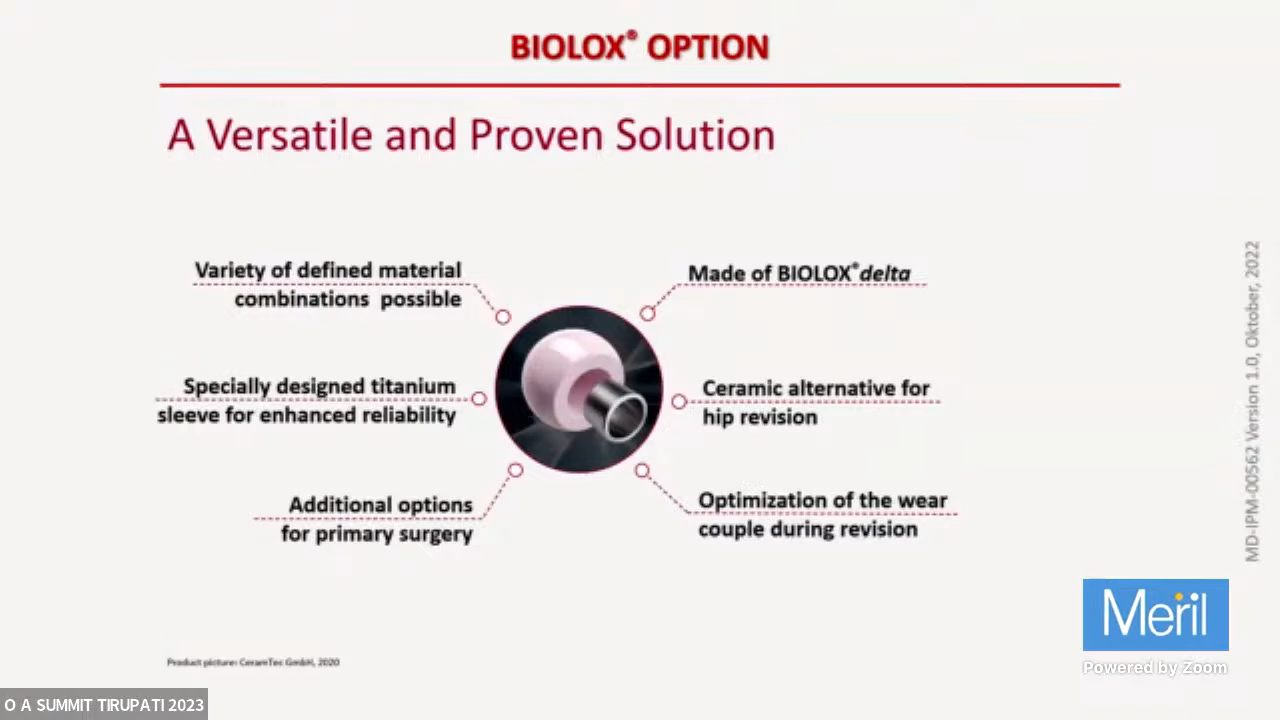 BIOLOX® OPTION
A Versatile and Proven Solution
Variety of defined material
combinations possible
Made of BIOLOX®delta
Specially designed titanium
sleeve for enhanced reliability
Ceramic alternative for
hip revision
Additional options
for primary surgery
Optimization of the wear
couple during revision
MD-IPM-00562 Version 1.0, Oktober, 2022
Meril
Powered by Zoom
Product picture: CeramTec GmbH, 2020
O A SUMMIT TIRUPATI 2023